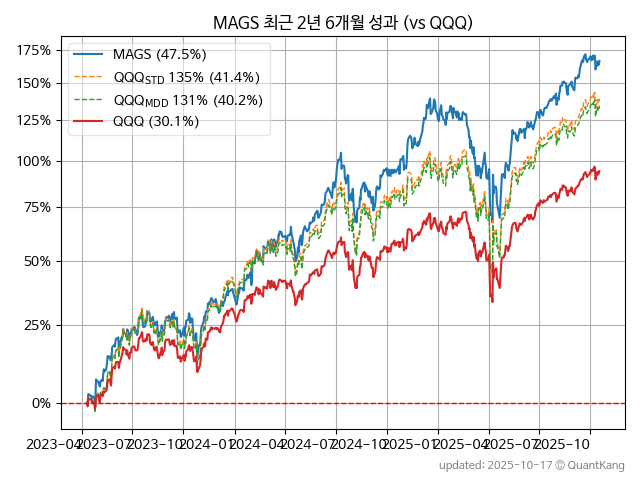 MAGS 최근 2년 6개월 성과 (vs QQQ)
175%
150%
125%
100%
75%
50%
25%
0%
MAGS (47.5%)
QQQSTD 135% (41.4%)
QQQMDD 131% (40.2%)
QQQ (30.1%)
2023-04 2023-07 2023-10 2024-01 2024-04 2024-07 2024-10 2025-01 2025-04 2025-07 2025-10
updated: 2025-10-17 © QuantKang